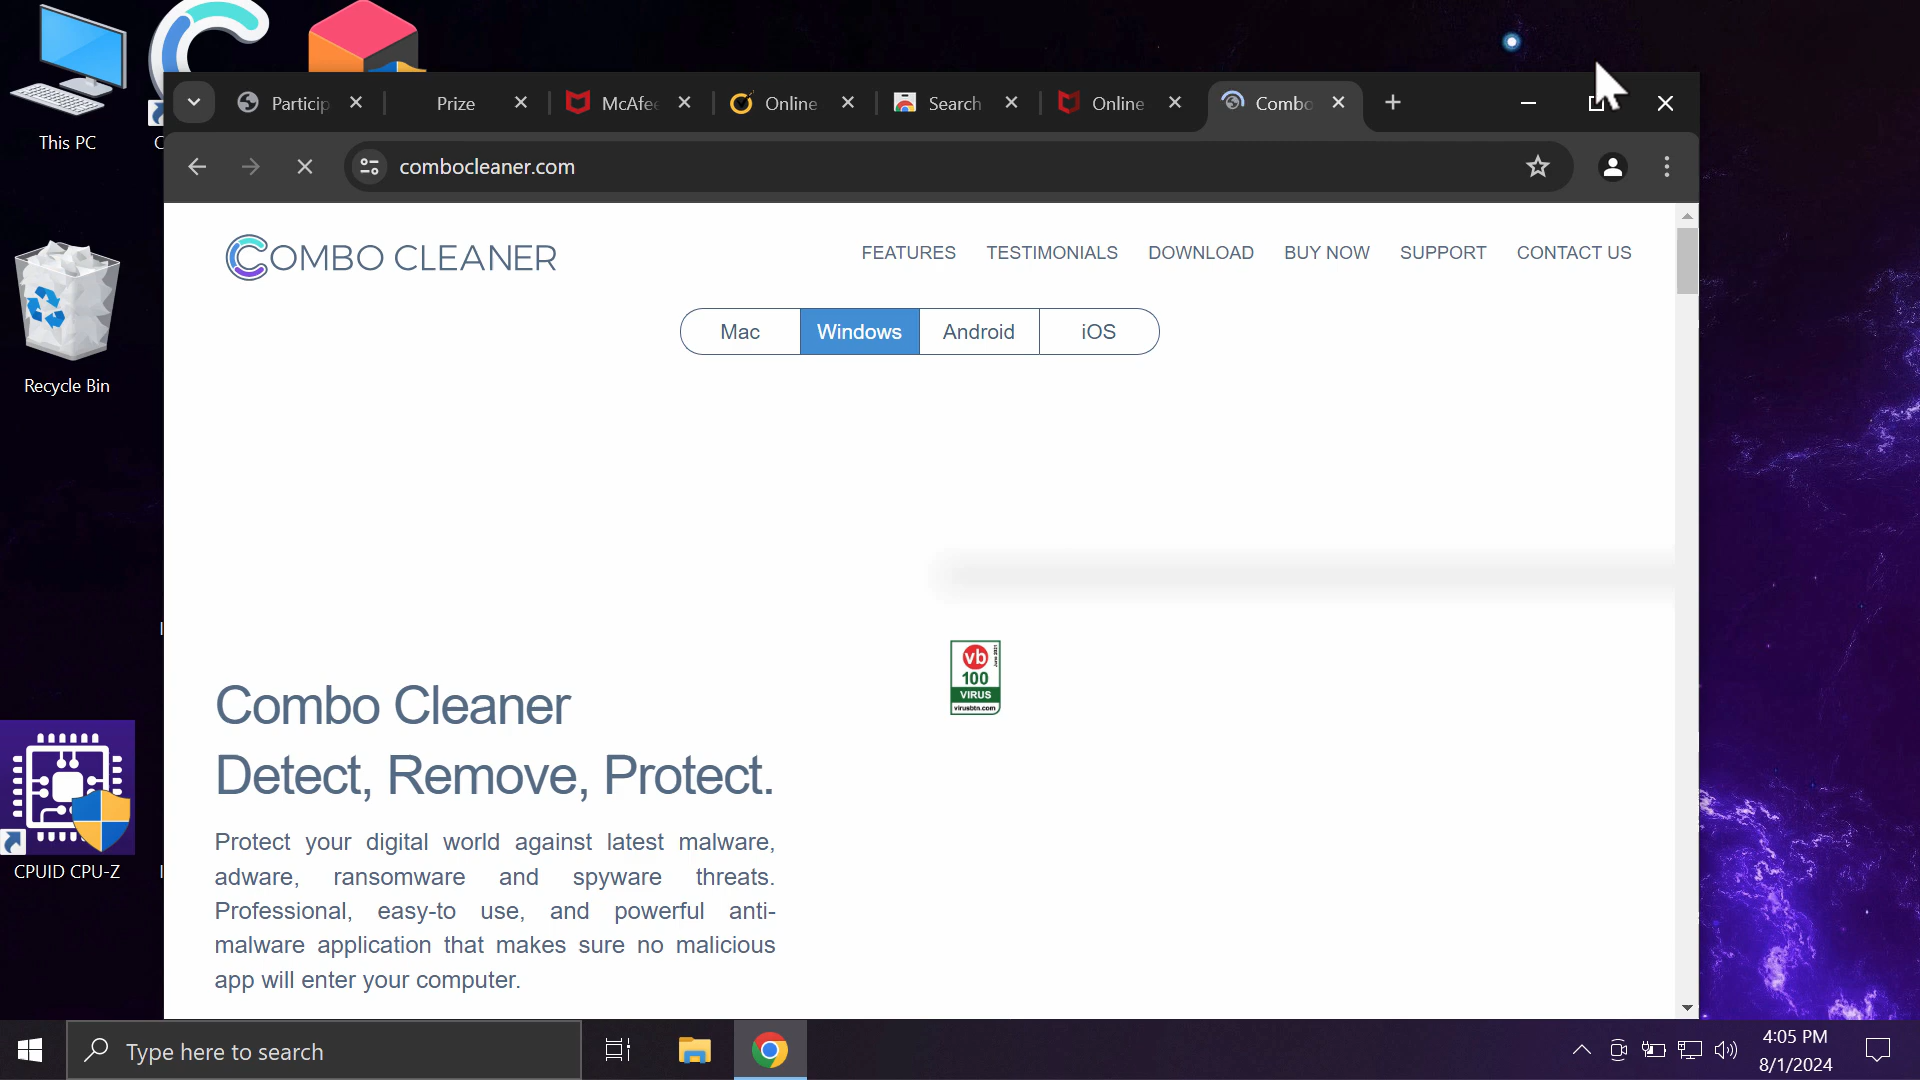 This PC
C
Recycle Bin
CPUID CPU-Z
Particip
Prize
McAfee
Online
Search
Online
Combo
combocleaner.com
COMBO CLEANER
FEATURES
TESTIMONIALS
DOWNLOAD
BUY NOW
SUPPORT
CONTACT US
Mac
Windows
Android
iOS
vb
100
VIRUS
virusbtn.com
Combo Cleaner
Detect, Remove, Protect.
Protect your digital world against latest malware,
adware, ransomware and spyware threats.
Professional, easy-to use, and powerful anti-
malware application that makes sure no malicious
app will enter your computer.
Type here to search
4:05 PM
8/1/2024